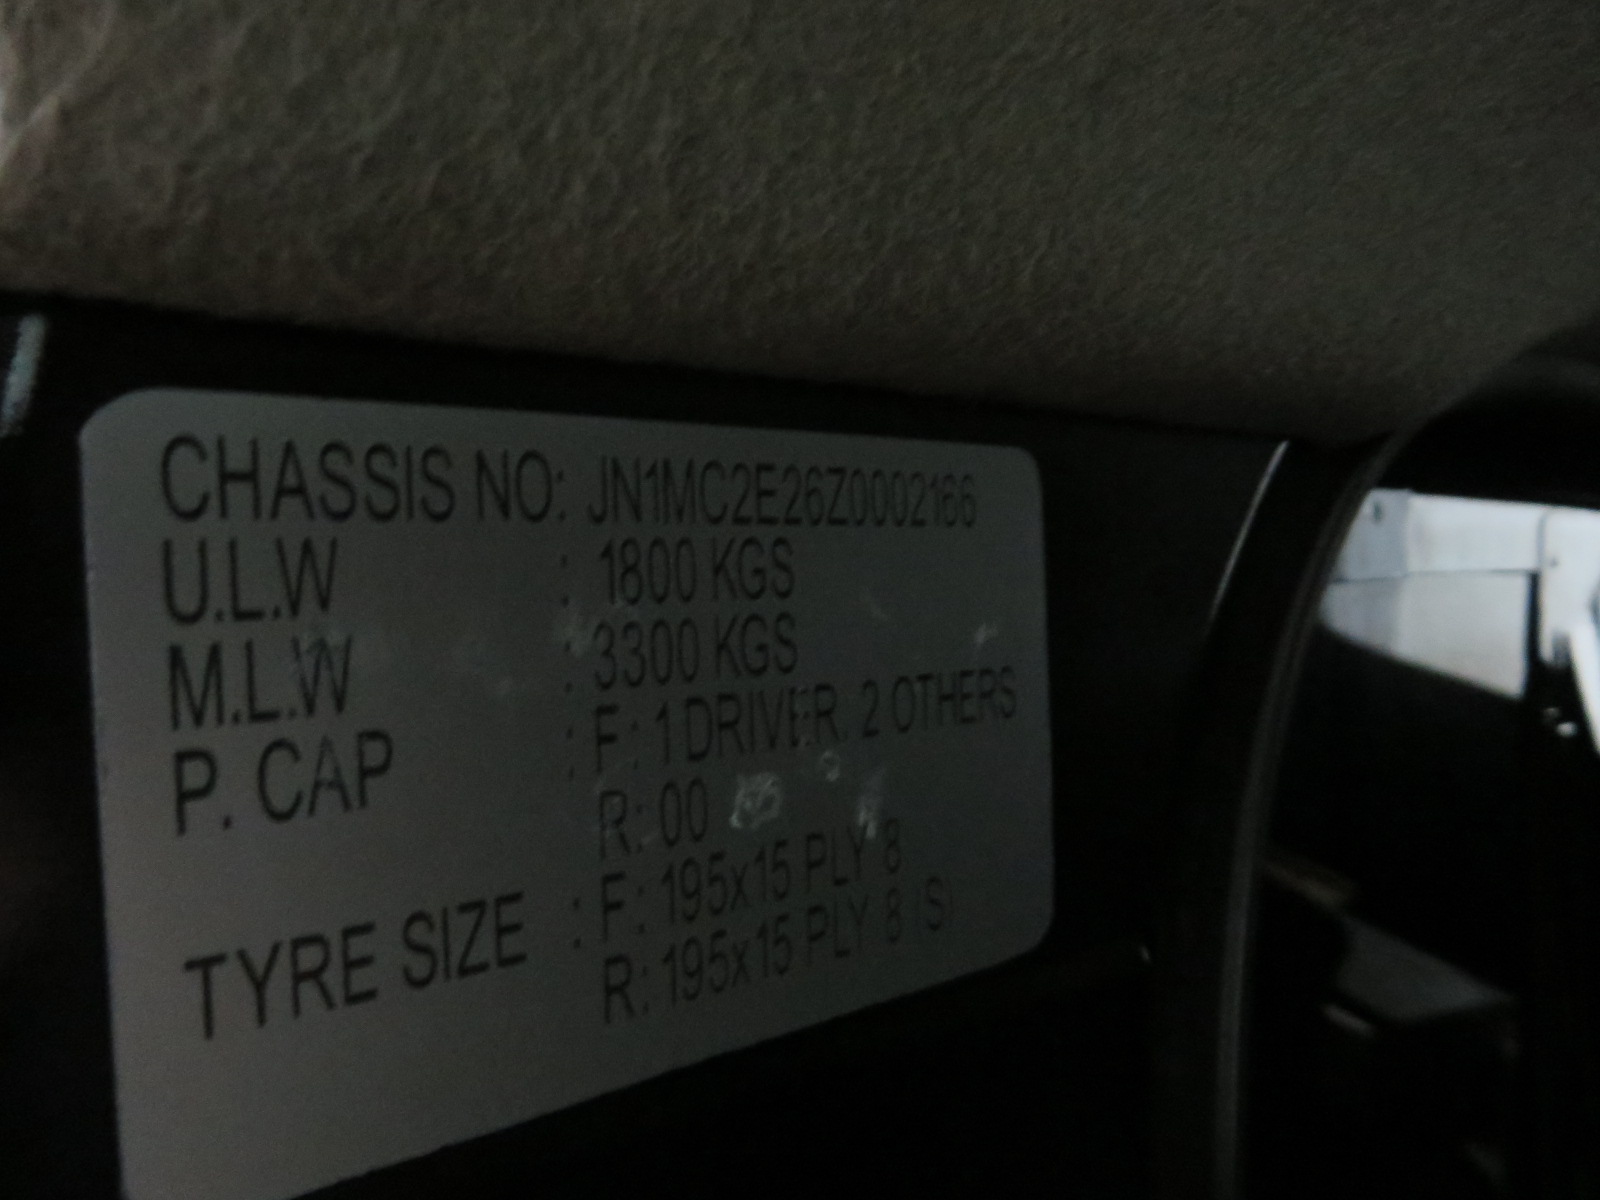 CHASSIS NO: JN1MC2E26Z0002166
U.L.W : 1800 KGS
M.L.W : 3300 KGS
P. CAP : F: 1 DRIVER. 2 OTHERS
R: 00
TYRE SIZE : F: 195x15 PLY 8
R: 195x15 PLY 8 (S)